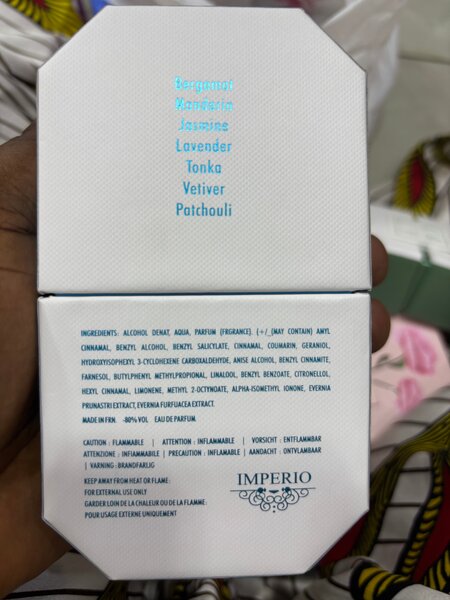 Bergamot
Mandarin
Jasmine
Lavender
Tonka
Vetiver
Patchouli
INGREDIENTS: ALCOHOL DENAT, AQUA, PARFUM (FRGRANCE). (+/_(MAY CONTAIN) AMYL
CINNAMAL, BENZYL ALCOHOL, BENZYL SALICYLATE, CINNAMAL, COUMARIN, GERANIOL,
HYDROXYISOPHEXYL 3-CYCLOHEXENE CARBOXALDEHYDE, ANISE ALCOHOL, BENZYL CINNAMITE,
FARNESOL, BUTYLPHENYL METHYLPROPIONAL, LINALOOL, BENZYL BENZOATE, CITRONELLOL,
HEXYL CINNAMAL, LIMONENE, METHYL 2-OCTYNOATE, ALPHA-ISOMETHYL IONONE, EVERNIA
PRUNASTRI EXTRACT, EVERNIA FURFUACEA EXTRACT.
MADE IN FRN. -80% VOL EAU DE PARFUM
CAUTION : FLAMMABLE | ATTENTION : INFLAMMABLE | VORSICHT : ENTFLAMMBAR
ATTENZIONE : INFIAMMABILE | PRECAUTION : INFLAMABLE | AANDACHT : ONTVLAMBAAR
| VARNING : BRANDFARLIG
KEEP AWAY FROM HEAT OR FLAME:
FOR EXTERNAL USE ONLY
GARDER LOIN DE LA CHALEUR OU DE LA FLAMME:
POUR USAGE EXTERNE UNIQUEMENT
IMPERIO